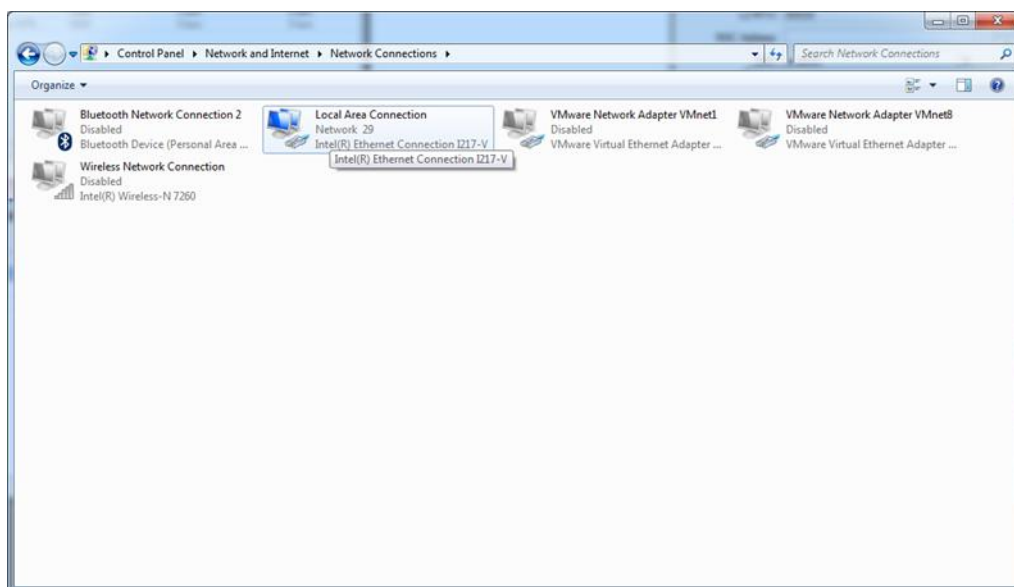 Control Panel Network and Internet Network Connections
Search Network Connections
Organize
Bluetooth Network Connection 2
Disabled
Bluetooth Device (Personal Area ...
Local Area Connection
Network 29
Intel(R) Ethernet Connection I217-V
Intel(R) Ethernet Connection I217-V
VMware Network Adapter VMnet1
Disabled
VMware Virtual Ethernet Adapter ...
VMware Network Adapter VMnet8
Disabled
VMware Virtual Ethernet Adapter ...
Wireless Network Connection
Disabled
Intel(R) Wireless-N 7260